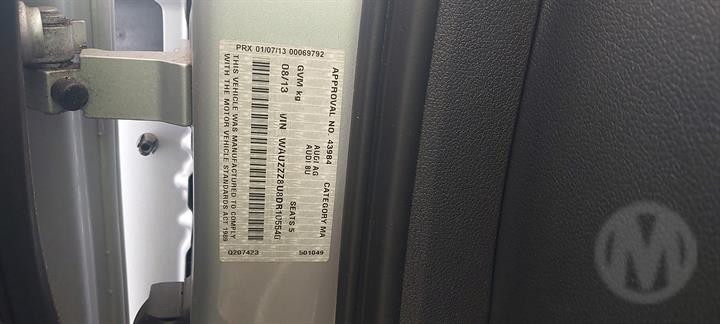 PRX 01/07/13 00069792
APPROVAL NO. 43984 CATEGORY MA
AUDI AG
AUDI 8U
GVM kg SEATS 5
08/13 VIN WAUZZZ8U8DR105540
THIS VEHICLE WAS MANUFACTURED TO COMPLY
WITH THE MOTOR VEHICLE STANDARDS ACT 1989
Q207423 501049
M